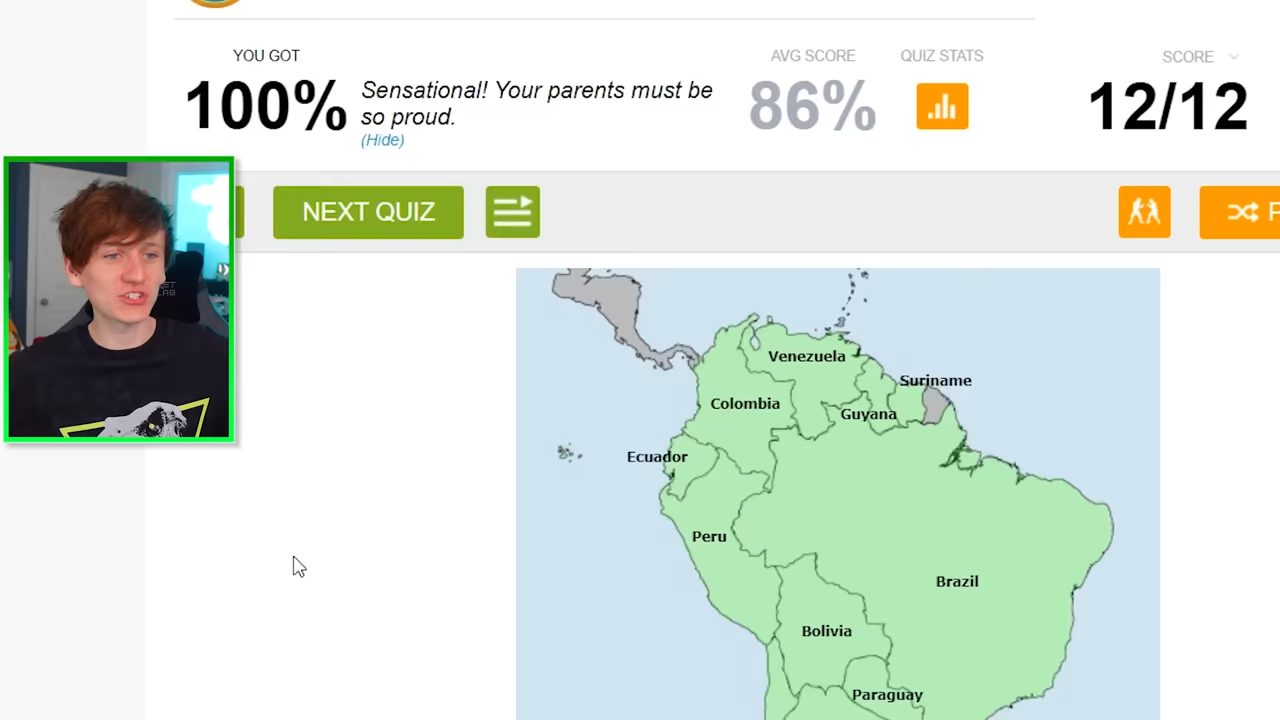 YOU GOT
100%
Sensational! Your parents must be
so proud.
(Hide)
AVG SCORE
86%
QUIZ STATS
SCORE
12/12
NEXT QUIZ
Venezuela
Suriname
Colombia
Guyana
Ecuador
Peru
Brazil
Bolivia
Paraguay